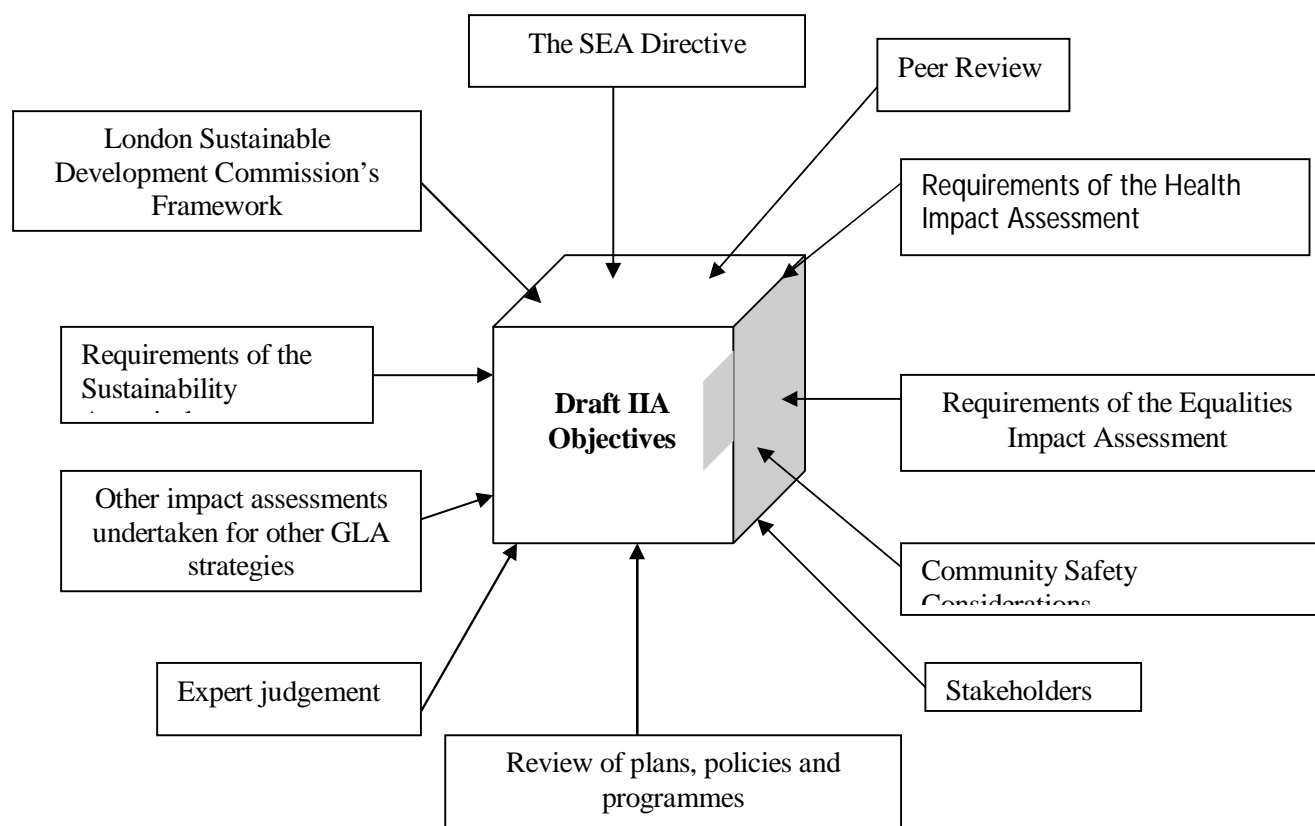 The SEA Directive
Peer Review
London Sustainable
Development Commission’s
Framework
Requirements of the Health
Impact Assessment
Requirements of the
Sustainability
Draft IIA
Objectives
Requirements of the Equalities
Impact Assessment
Other impact assessments
undertaken for other GLA
strategies
Community Safety
Considerations
Expert judgement
Stakeholders
Review of plans, policies and
programmes